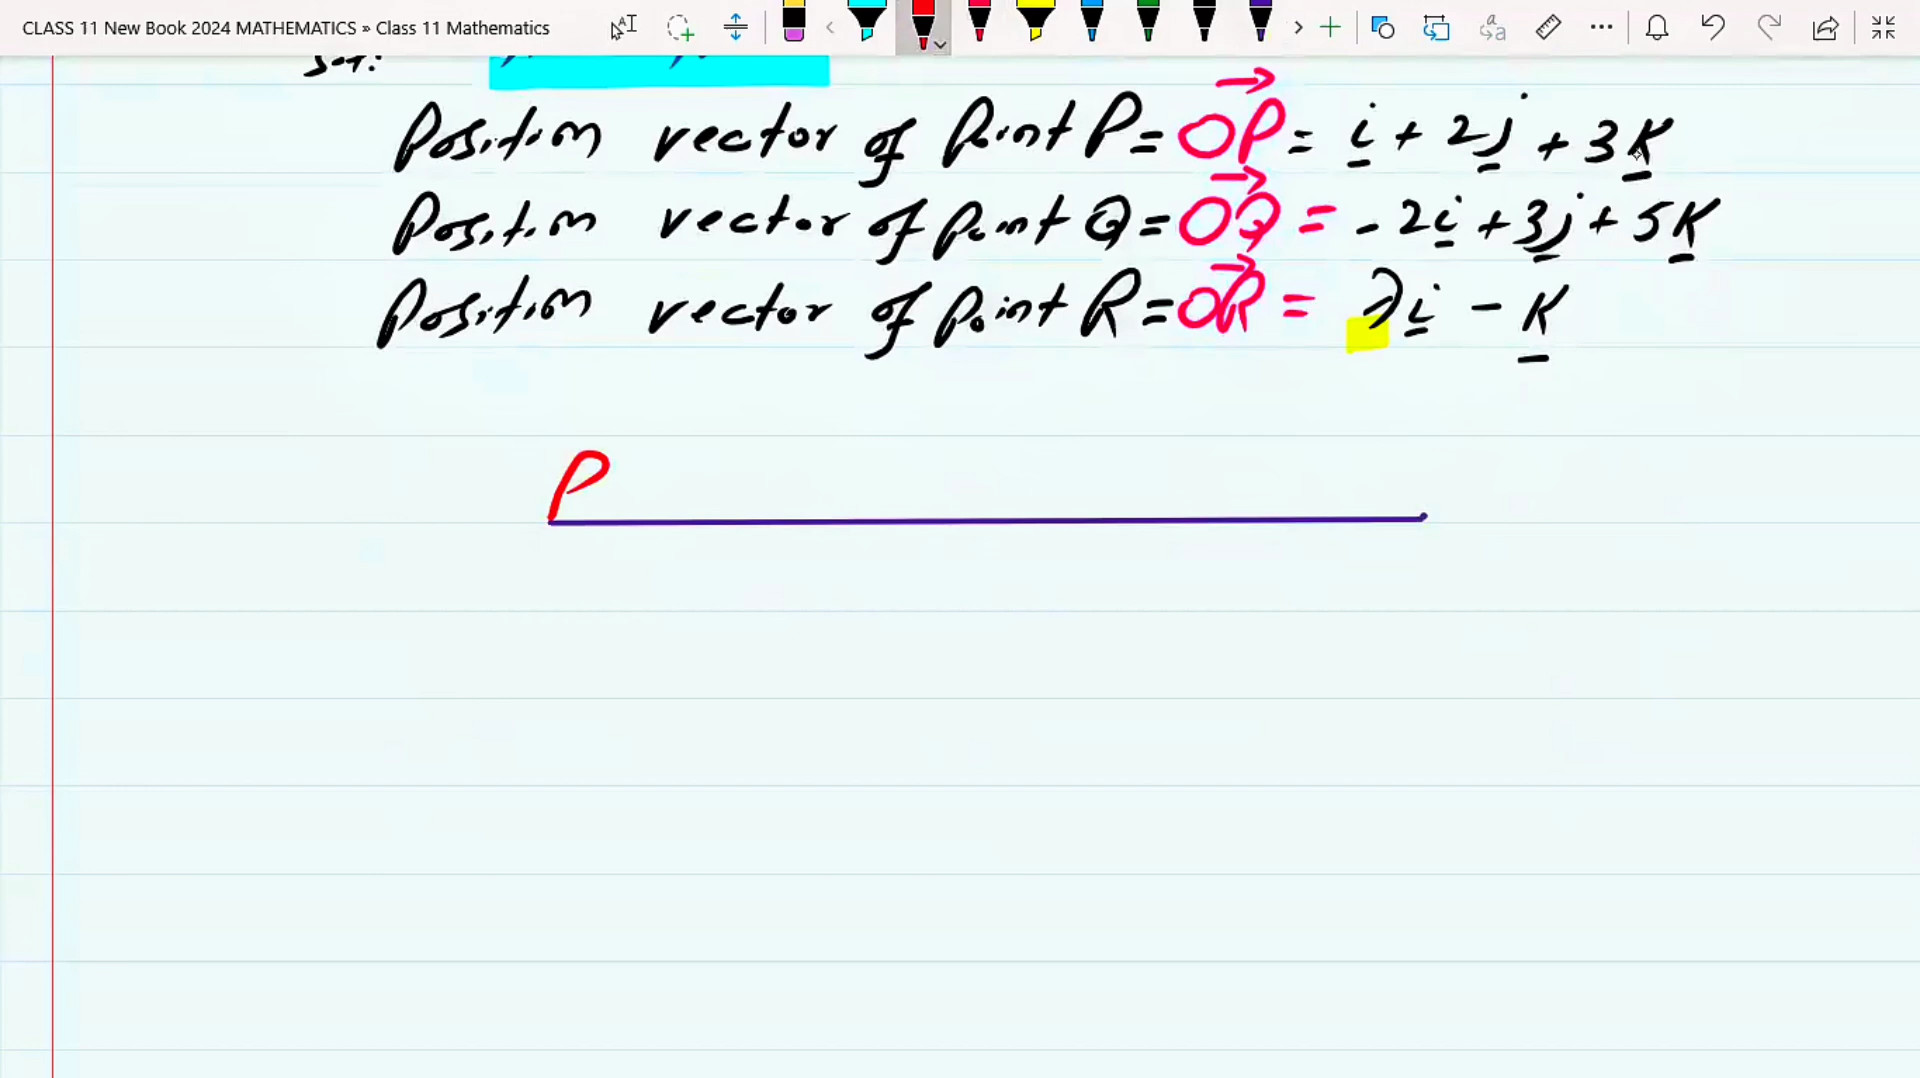 CLASS 11 New Book 2024 MATHEMATICS » Class 11 Mathematics
Position vector of point P = OP⃗ = i + 2j + 3k
Position vector of point Q = OQ⃗ = - 2i + 3j + 5k
Position vector of point R = OR⃗ = λi - k
P